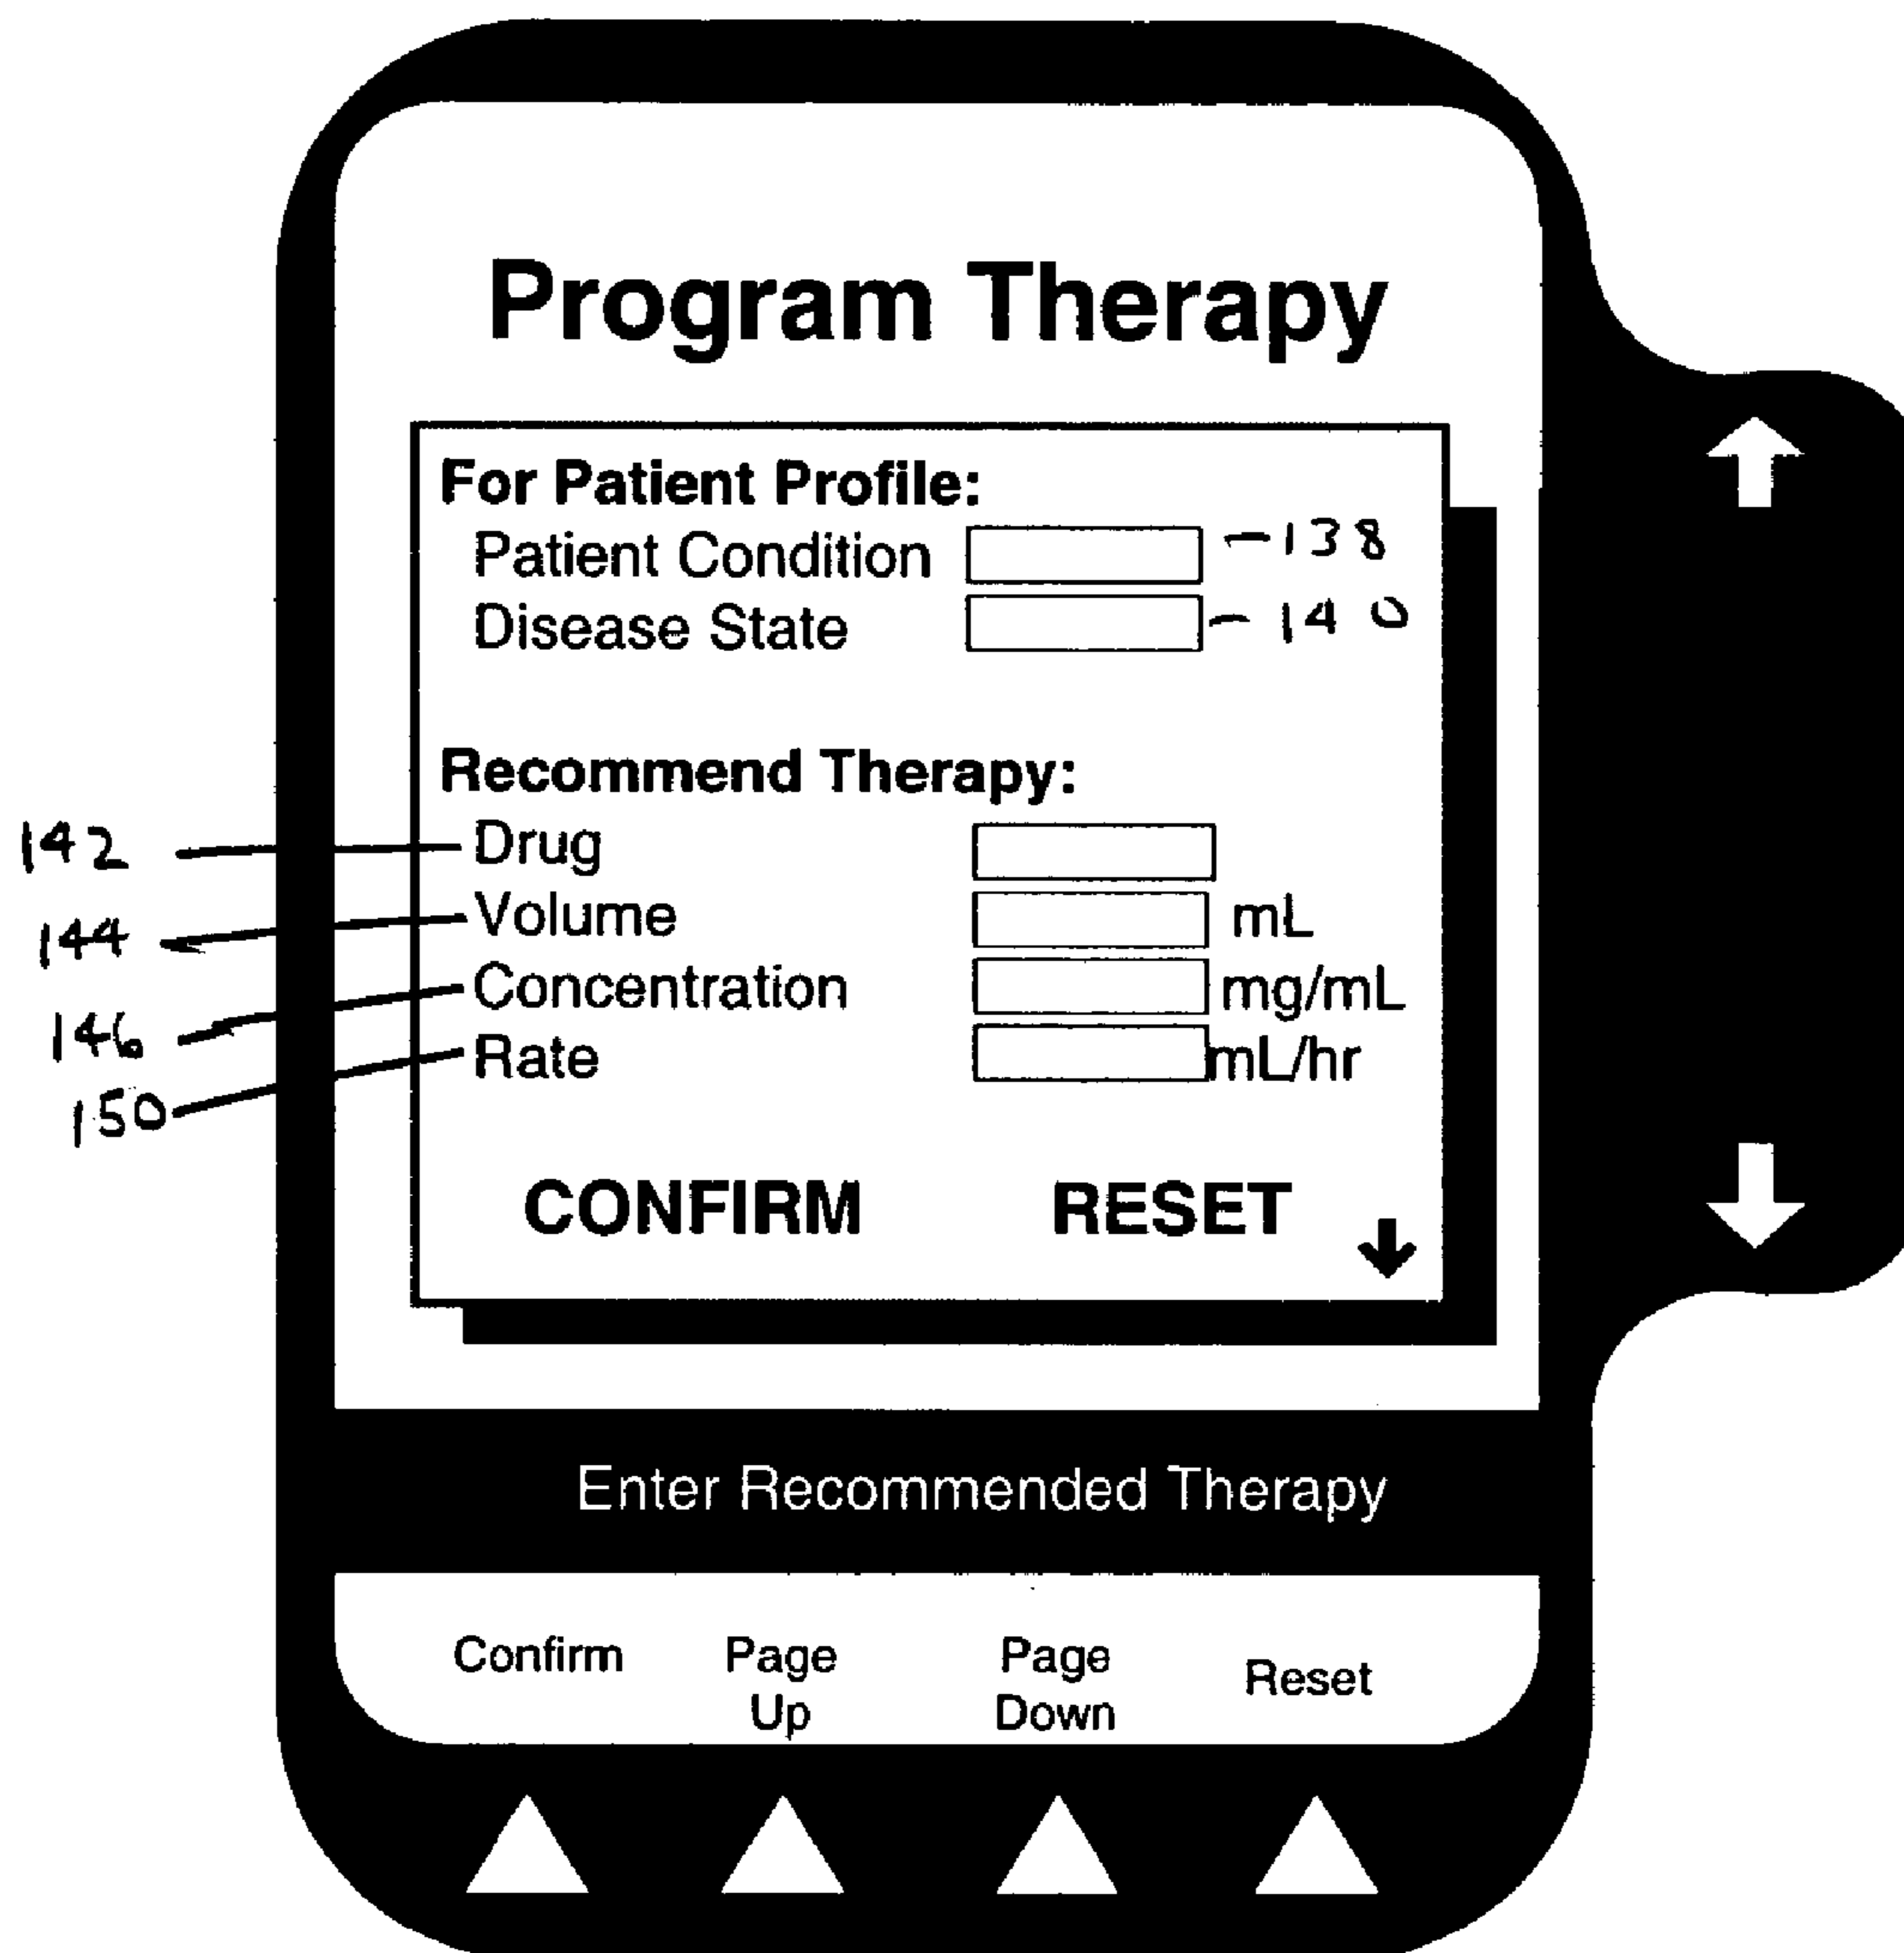 Program Therapy
For Patient Profile:
Patient Condition 138
Disease State 140
Recommend Therapy:
142 Drug
144 Volume mL
146 Concentration mg/mL
150 Rate mL/hr
CONFIRM RESET
Enter Recommended Therapy
Confirm Page Up Page Down Reset